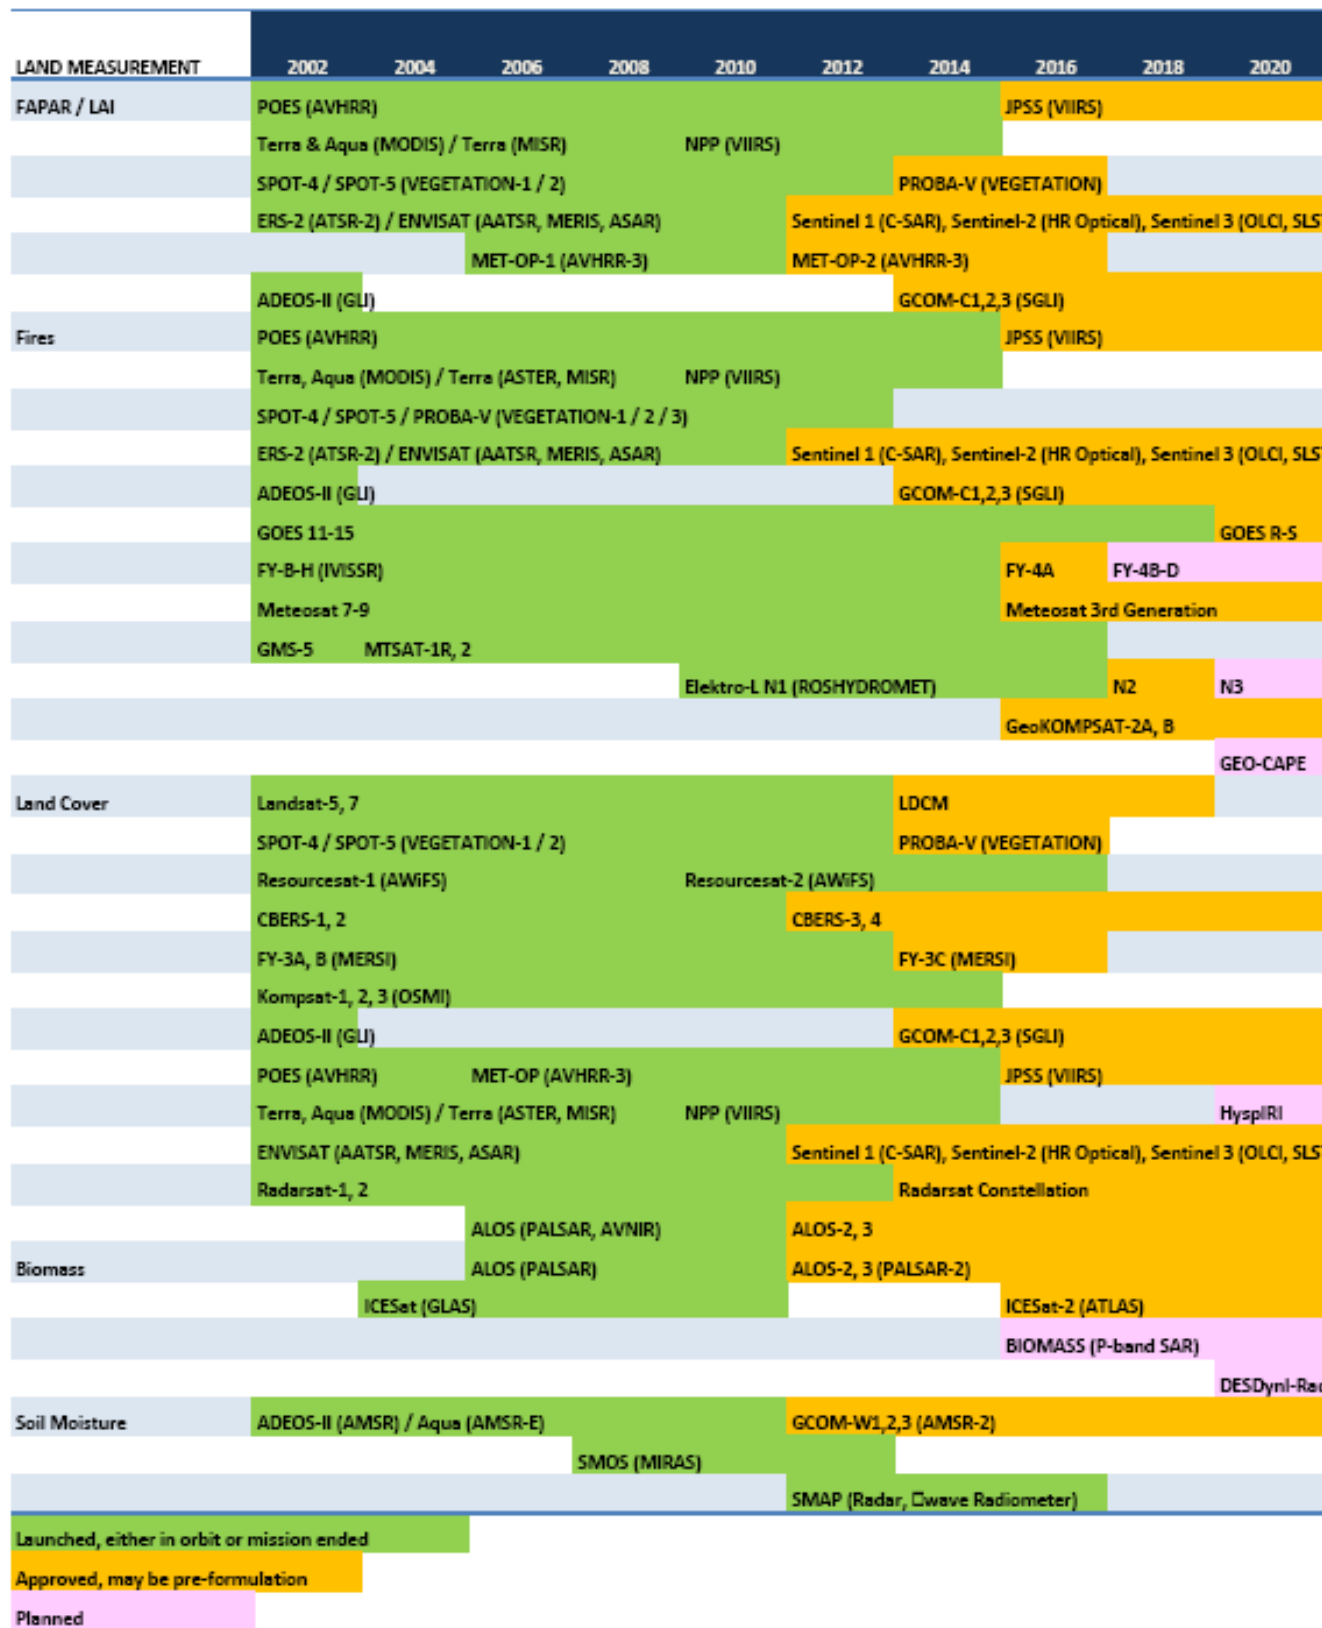 LAND MEASUREMENT 2002 2004 2006 2008 2010 2012 2014 2016 2018 2020
FAPAR / LAI POES (AVHRR) JPSS (VIIRS)
Terra & Aqua (MODIS) / Terra (MISR) NPP (VIIRS)
SPOT-4 / SPOT-5 (VEGETATION-1 / 2) PROBA-V (VEGETATION)
ERS-2 (ATSR-2) / ENVISAT (AATSR, MERIS, ASAR) Sentinel 1 (C-SAR), Sentinel-2 (HR Optical), Sentinel 3 (OLCI, SLS
MET-OP-1 (AVHRR-3) MET-OP-2 (AVHRR-3)
ADEOS-II (GLI) GCOM-C1,2,3 (SGLI)
Fires POES (AVHRR) JPSS (VIIRS)
Terra, Aqua (MODIS) / Terra (ASTER, MISR) NPP (VIIRS)
SPOT-4 / SPOT-5 / PROBA-V (VEGETATION-1 / 2 / 3)
ERS-2 (ATSR-2) / ENVISAT (AATSR, MERIS, ASAR) Sentinel 1 (C-SAR), Sentinel-2 (HR Optical), Sentinel 3 (OLCI, SLS
ADEOS-II (GLI) GCOM-C1,2,3 (SGLI)
GOES 11-15 GOES R-S
FY-B-H (IVISSR) FY-4A FY-4B-D
Meteosat 7-9 Meteosat 3rd Generation
GMS-5 MTSAT-1R, 2
Elektro-L N1 (ROSHYDROMET) N2 N3
GeoKOMPSAT-2A, B
GEO-CAPE
Land Cover Landsat-5, 7 LDCM
SPOT-4 / SPOT-5 (VEGETATION-1 / 2) PROBA-V (VEGETATION)
Resourcesat-1 (AWiFS) Resourcesat-2 (AWiFS)
CBERS-1, 2 CBERS-3, 4
FY-3A, B (MERSI) FY-3C (MERSI)
Kompsat-1, 2, 3 (OSMI)
ADEOS-II (GLI) GCOM-C1,2,3 (SGLI)
POES (AVHRR) MET-OP (AVHRR-3) JPSS (VIIRS)
Terra, Aqua (MODIS) / Terra (ASTER, MISR) NPP (VIIRS) HyspIRI
ENVISAT (AATSR, MERIS, ASAR) Sentinel 1 (C-SAR), Sentinel-2 (HR Optical), Sentinel 3 (OLCI, SLS
Radarsat-1, 2 Radarsat Constellation
ALOS (PALSAR, AVNIR) ALOS-2, 3
Biomass ALOS (PALSAR) ALOS-2, 3 (PALSAR-2)
ICESat (GLAS) ICESat-2 (ATLAS)
BIOMASS (P-band SAR)
DESDynI-Rad
Soil Moisture ADEOS-II (AMSR) / Aqua (AMSR-E) GCOM-W1,2,3 (AMSR-2)
SMOS (MIRAS)
SMAP (Radar, □wave Radiometer)
Launched, either in orbit or mission ended
Approved, may be pre-formulation
Planned